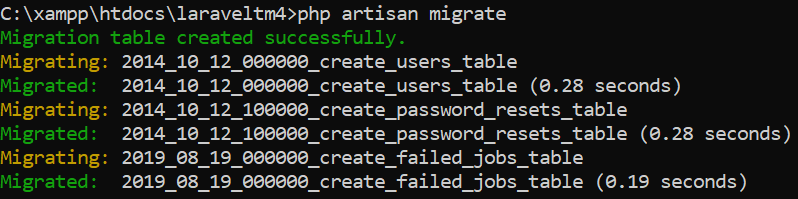 C:\xampp\htdocs\laraveltm4>php artisan migrate
Migration table created successfully.
Migrating: 2014_10_12_000000_create_users_table
Migrated:  2014_10_12_000000_create_users_table (0.28 seconds)
Migrating: 2014_10_12_100000_create_password_resets_table
Migrated:  2014_10_12_100000_create_password_resets_table (0.28 seconds)
Migrating: 2019_08_19_000000_create_failed_jobs_table
Migrated:  2019_08_19_000000_create_failed_jobs_table (0.19 seconds)